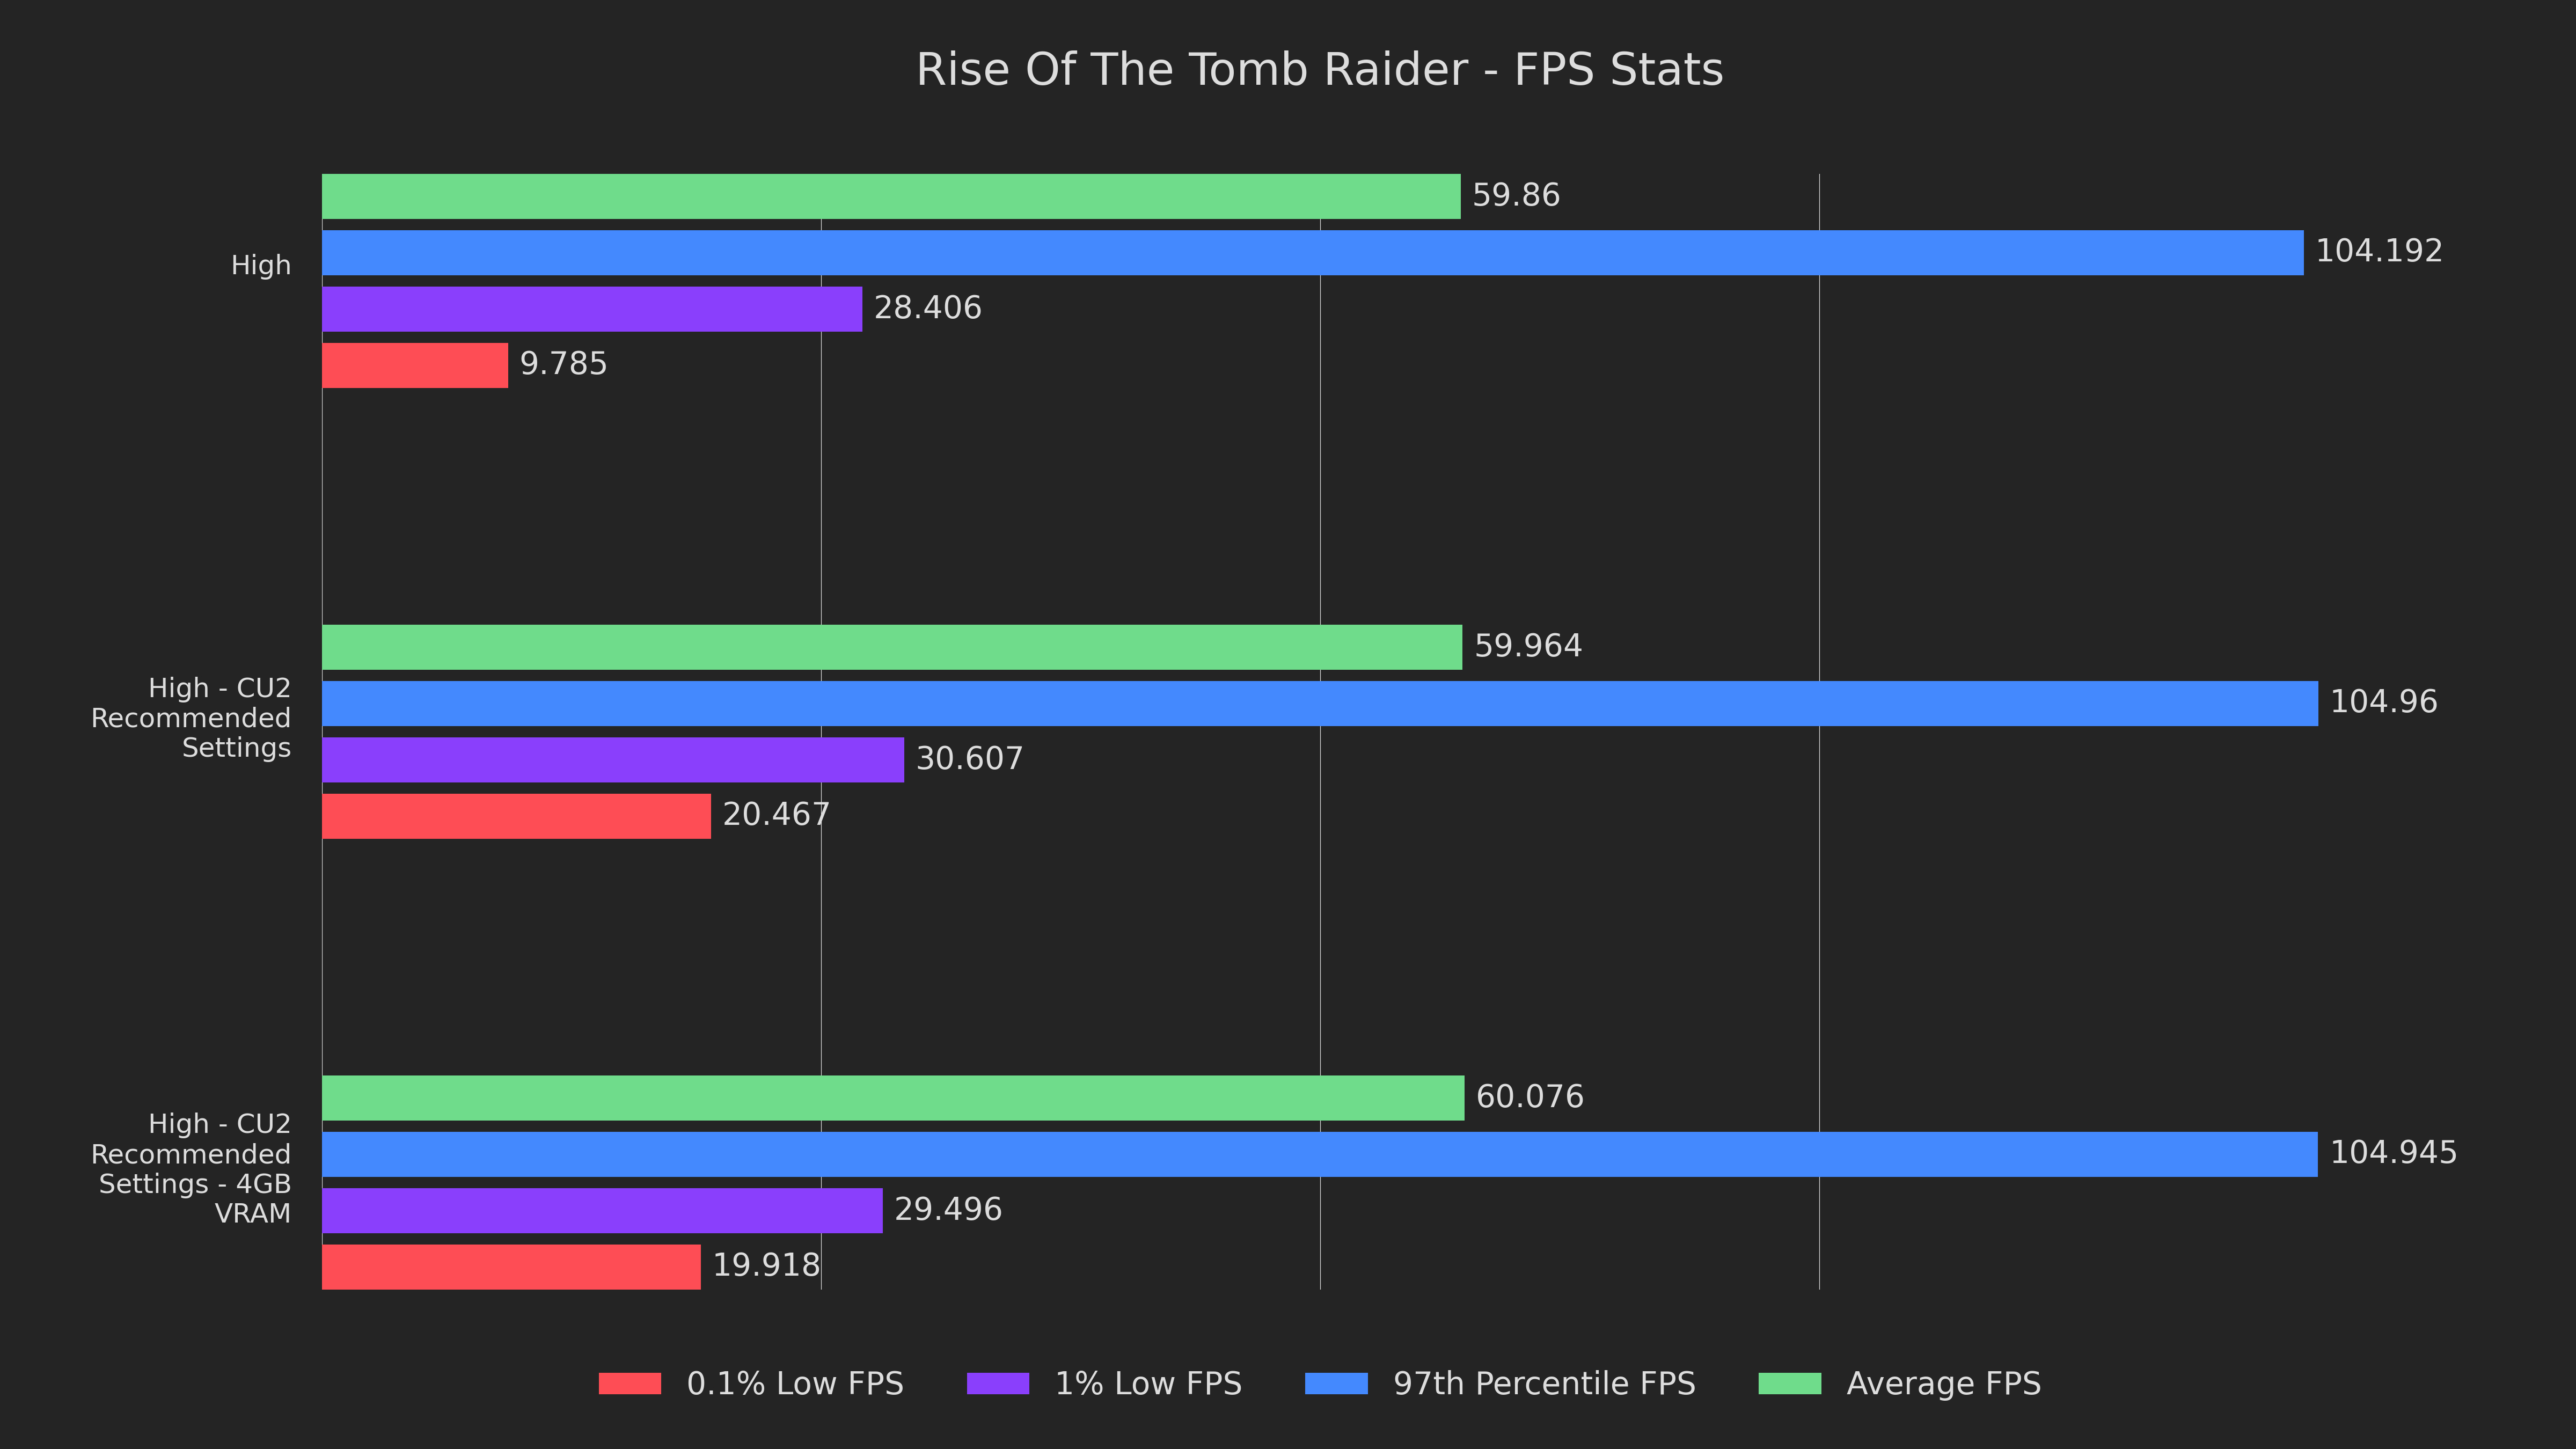 Rise Of The Tomb Raider - FPS Stats
High
59.86
104.192
28.406
9.785
High - CU2
Recommended
Settings
59.964
104.96
30.607
20.467
High - CU2
Recommended
Settings - 4GB
VRAM
60.076
104.945
29.496
19.918
0.1% Low FPS
1% Low FPS
97th Percentile FPS
Average FPS